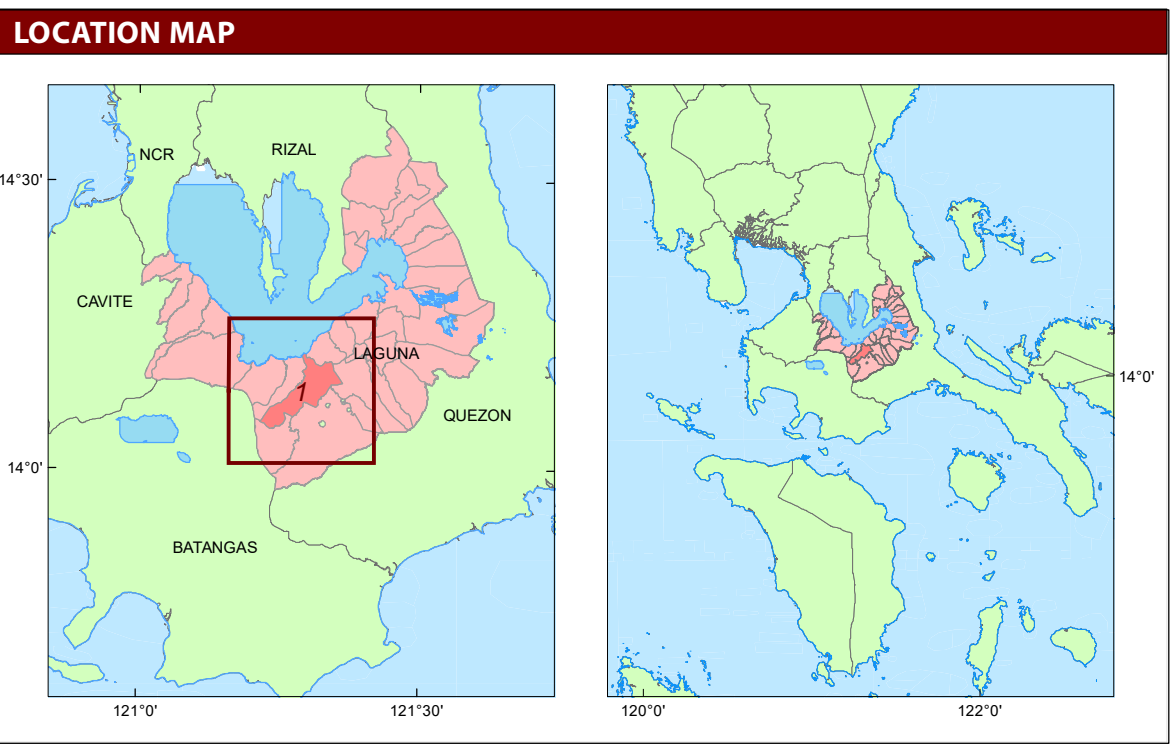 LOCATION MAP
NCR
RIZAL
14°30'
CAVITE
LAGUNA
1
QUEZON
14°0'
BATANGAS
121°0'
121°30'
14°0'
120°0'
122°0'